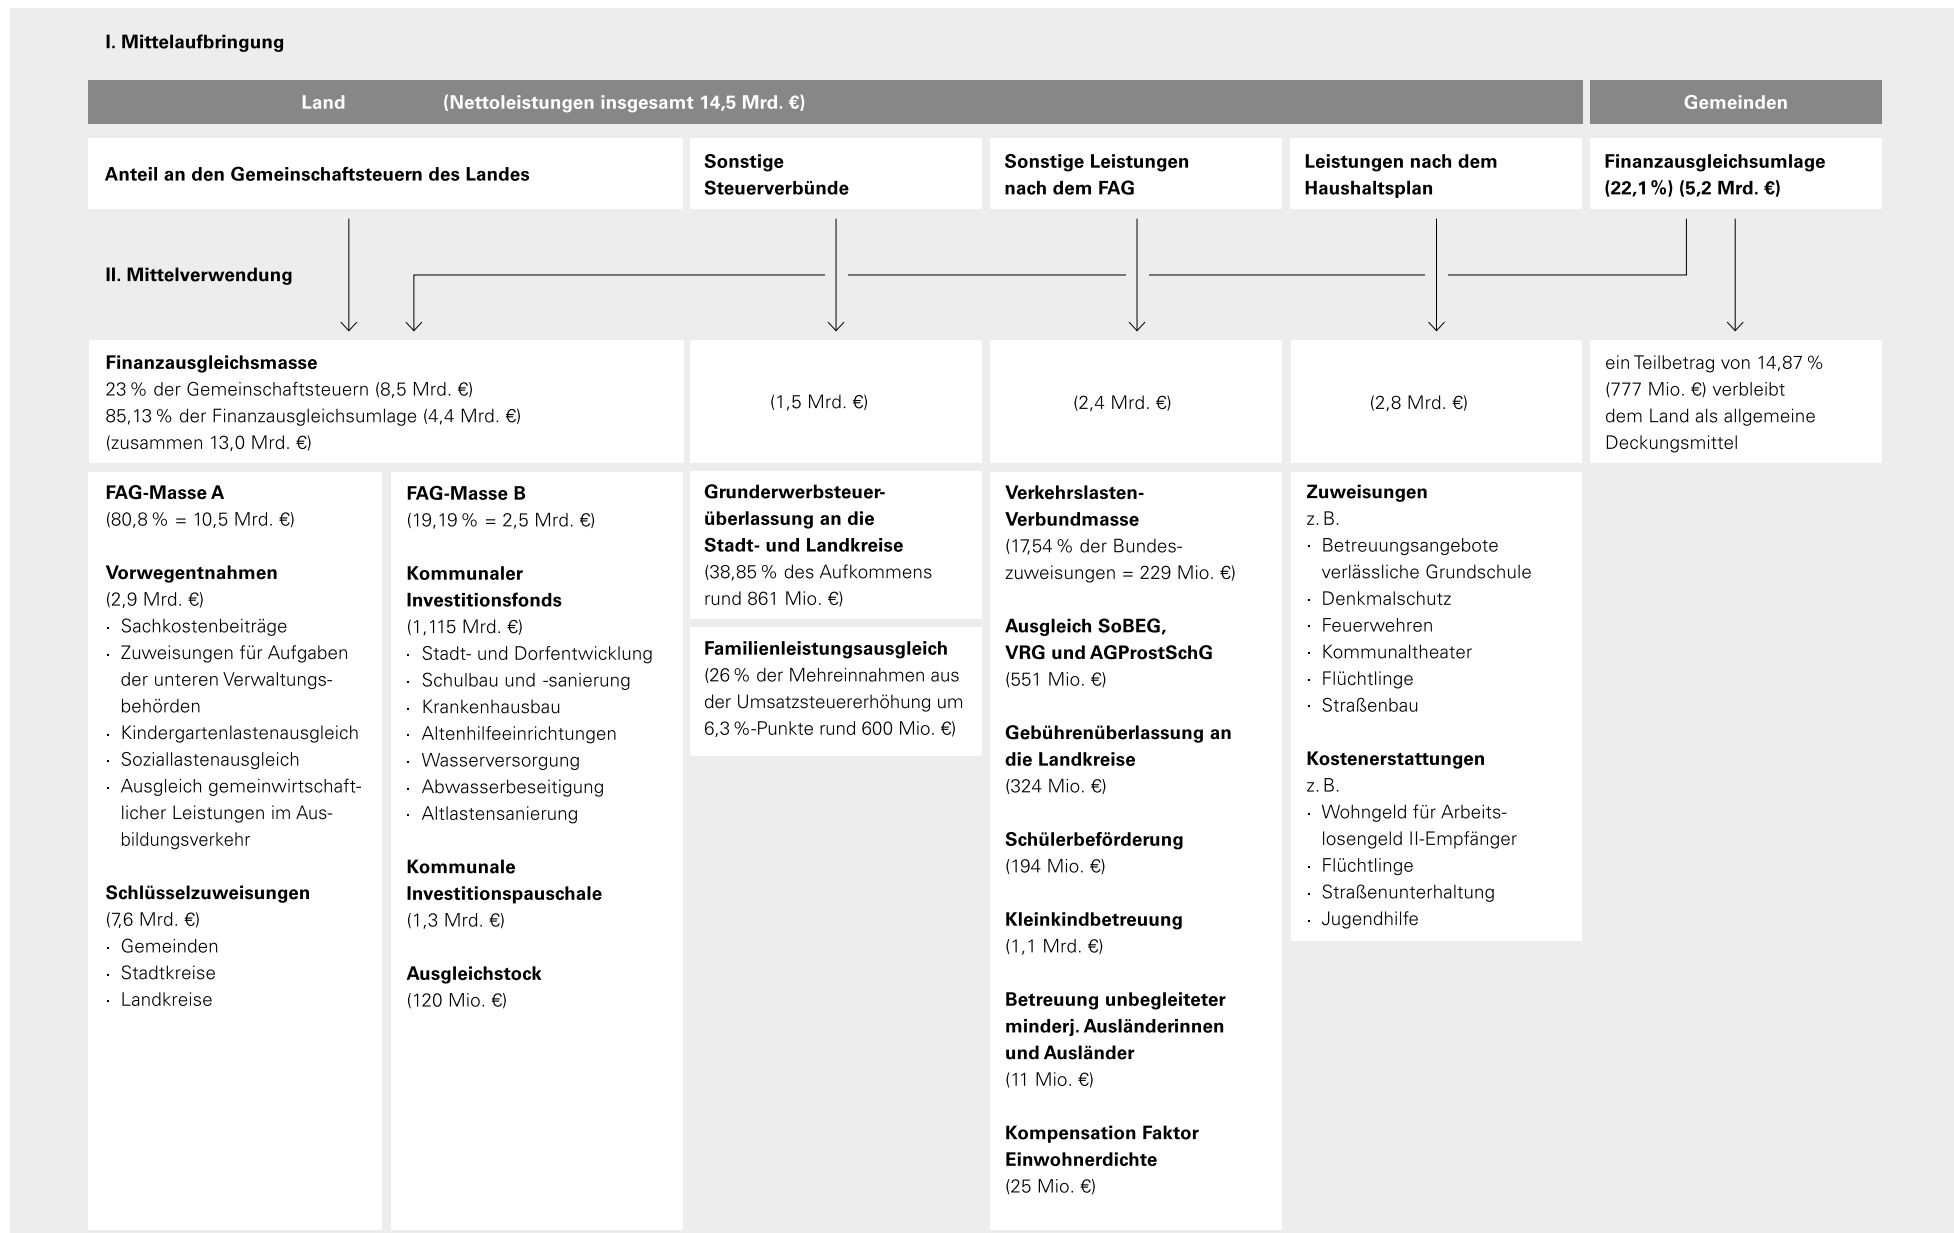 I. Mittelaufbringung
Land (Nettoleistungen insgesamt 14,5 Mrd. €)
Gemeinden
Anteil an den Gemeinschaftsteuern des Landes
Sonstige
Steuerverbünde
Sonstige Leistungen
nach dem FAG
Leistungen nach dem
Haushaltsplan
Finanzausgleichsumlage
(22,1 %) (5,2 Mrd. €)
II. Mittelverwendung
Finanzausgleichsmasse
23 % der Gemeinschaftsteuern (8,5 Mrd. €)
85,13 % der Finanzausgleichsumlage (4,4 Mrd. €)
(zusammen 13,0 Mrd. €)
(1,5 Mrd. €)
(2,4 Mrd. €)
(2,8 Mrd. €)
ein Teilbetrag von 14,87 %
(777 Mio. €) verbleibt
dem Land als allgemeine
Deckungsmittel
FAG-Masse A
(80,8 % = 10,5 Mrd. €)
Vorwegentnahmen
(2,9 Mrd. €)
· Sachkostenbeiträge
· Zuweisungen für Aufgaben
der unteren Verwaltungs-
behörden
· Kindergartenlastenausgleich
· Soziallastenausgleich
· Ausgleich gemeinwirtschaft-
licher Leistungen im Aus-
bildungsverkehr
Schlüsselzuweisungen
(7,6 Mrd. €)
· Gemeinden
· Stadtkreise
· Landkreise
FAG-Masse B
(19,19 % = 2,5 Mrd. €)
Kommunaler
Investitionsfonds
(1,115 Mrd. €)
· Stadt- und Dorfentwicklung
· Schulbau und -sanierung
· Krankenhausbau
· Altenhilfeeinrichtungen
· Wasserversorgung
· Abwasserbeseitigung
· Altlastensanierung
Kommunale
Investitionspauschale
(1,3 Mrd. €)
Ausgleichstock
(120 Mio. €)
Grunderwerbsteuer-
überlassung an die
Stadt- und Landkreise
(38,85 % des Aufkommens
rund 861 Mio. €)
Familienleistungsausgleich
(26 % der Mehreinnahmen aus
der Umsatzsteuererhöhung um
6,3 %-Punkte rund 600 Mio. €)
Verkehrslasten-
Verbundmasse
(17,54 % der Bundes-
zuweisungen = 229 Mio. €)
Ausgleich SoBEG,
VRG und AGProstSchG
(551 Mio. €)
Gebührenüberlassung an
die Landkreise
(324 Mio. €)
Schülerbeförderung
(194 Mio. €)
Kleinkindbetreuung
(1,1 Mrd. €)
Betreuung unbegleiteter
minderj. Ausländerinnen
und Ausländer
(11 Mio. €)
Kompensation Faktor
Einwohnerdichte
(25 Mio. €)
Zuweisungen
z. B.
· Betreuungsangebote
verlässliche Grundschule
· Denkmalschutz
· Feuerwehren
· Kommunaltheater
· Flüchtlinge
· Straßenbau
Kostenerstattungen
z. B.
· Wohngeld für Arbeits-
losengeld II-Empfänger
· Flüchtlinge
· Straßenunterhaltung
· Jugendhilfe